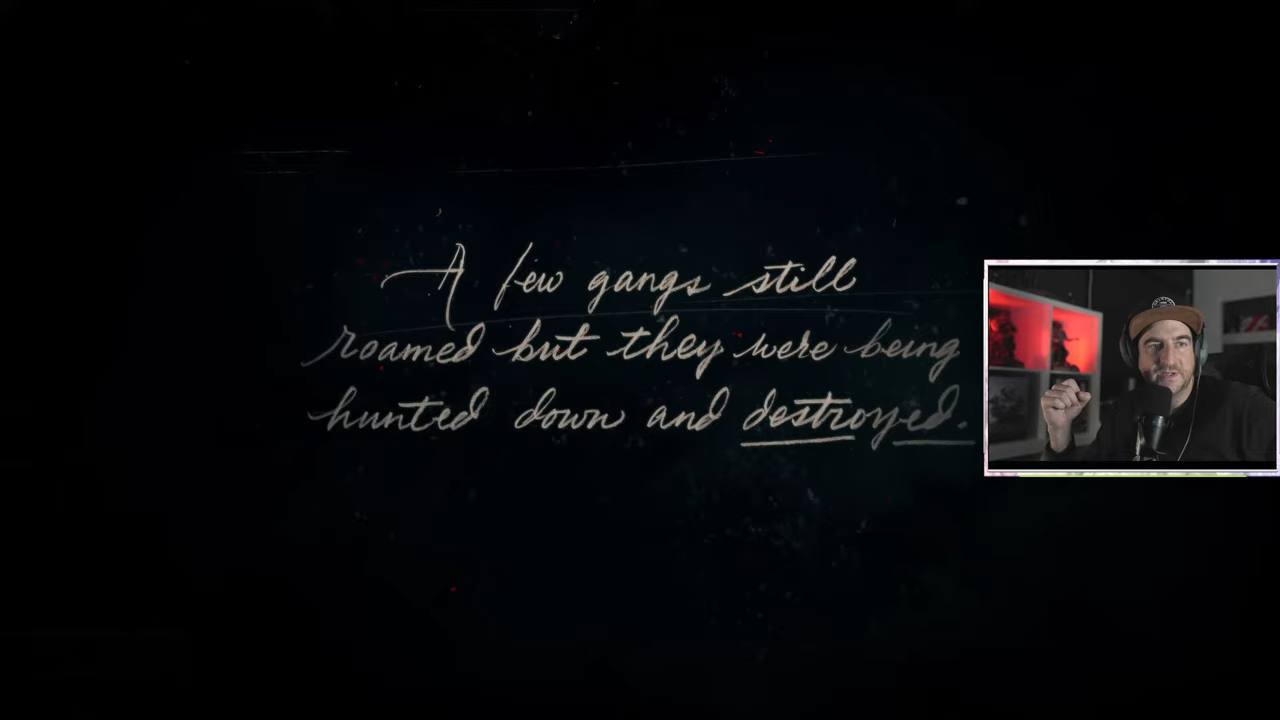 A few gangs still
roamed but they were being
hunted down and destroyed.